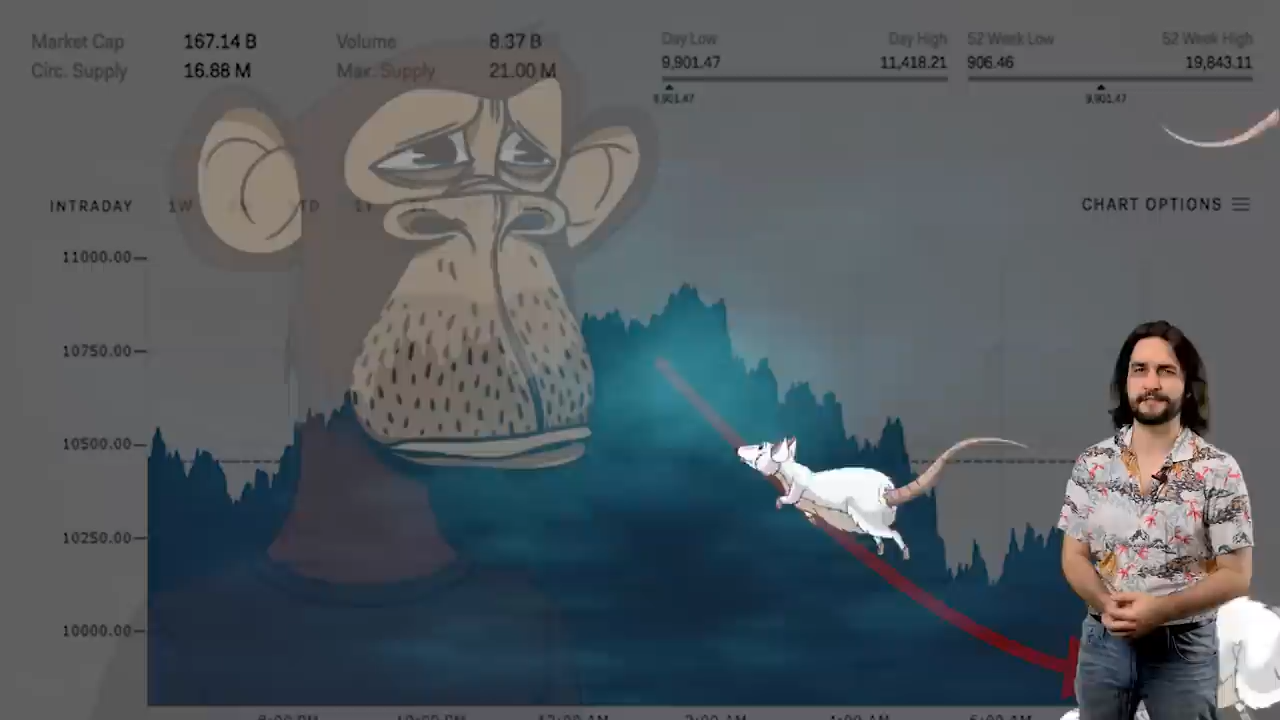 Market Cap 167.14 B Volume 8.37 B
Circ. Supply 16.88 M Max. Supply 21.00 M
Day Low Day High 52 Week Low 52 Week High
9,901.47 11,418.21 906.46 19,843.11
9,901.47 9,901.47
INTRADAY 1W 1Y CHART OPTIONS
11000.00
10750.00
10500.00
10250.00
10000.00